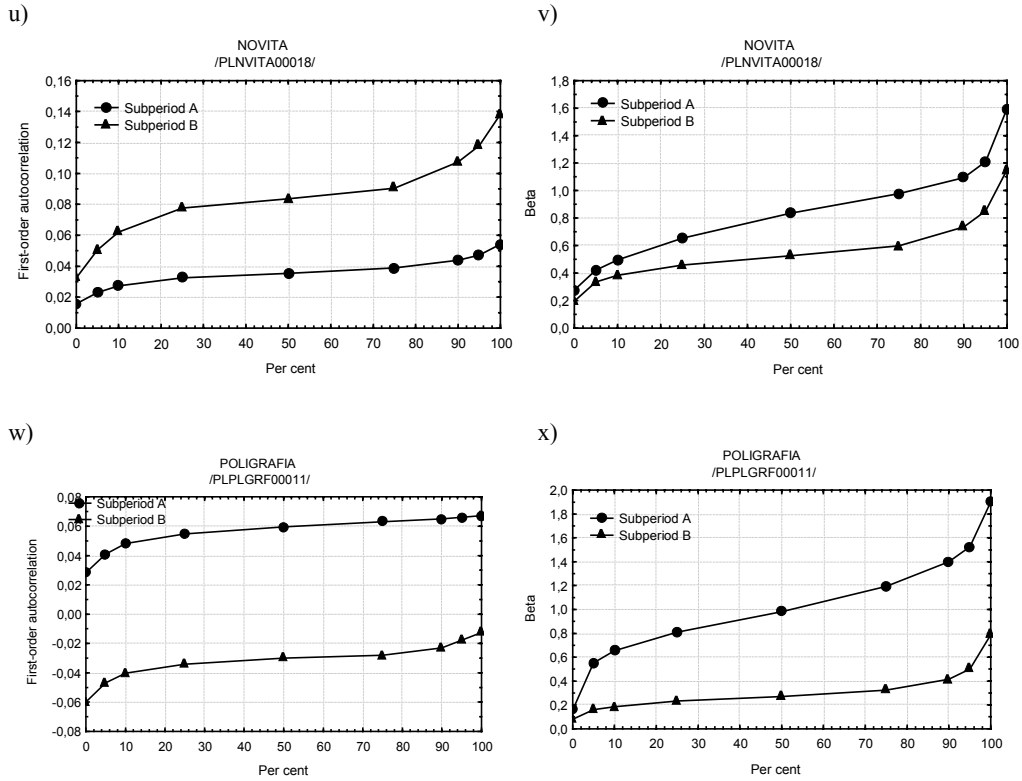 u)
NOVITA
/PLNVITA00018/
First-order autocorrelation
0,16
0,14
0,12
0,10
0,08
0,06
0,04
0,02
0,00
Subperiod A
Subperiod B
0 10 20 30 40 50 60 70 80 90 100
Per cent
v)
NOVITA
/PLNVITA00018/
Beta
1,8
1,6
1,4
1,2
1,0
0,8
0,6
0,4
0,2
0,0
Subperiod A
Subperiod B
0 10 20 30 40 50 60 70 80 90 100
Per cent
w)
POLIGRAFIA
/PLPLGRF00011/
First-order autocorrelation
0,08
0,06
0,04
0,02
0,00
-0,02
-0,04
-0,06
-0,08
Subperiod A
Subperiod B
0 10 20 30 40 50 60 70 80 90 100
Per cent
x)
POLIGRAFIA
/PLPLGRF00011/
Beta
2,0
1,8
1,6
1,4
1,2
1,0
0,8
0,6
0,4
0,2
0,0
Subperiod A
Subperiod B
0 10 20 30 40 50 60 70 80 90 100
Per cent